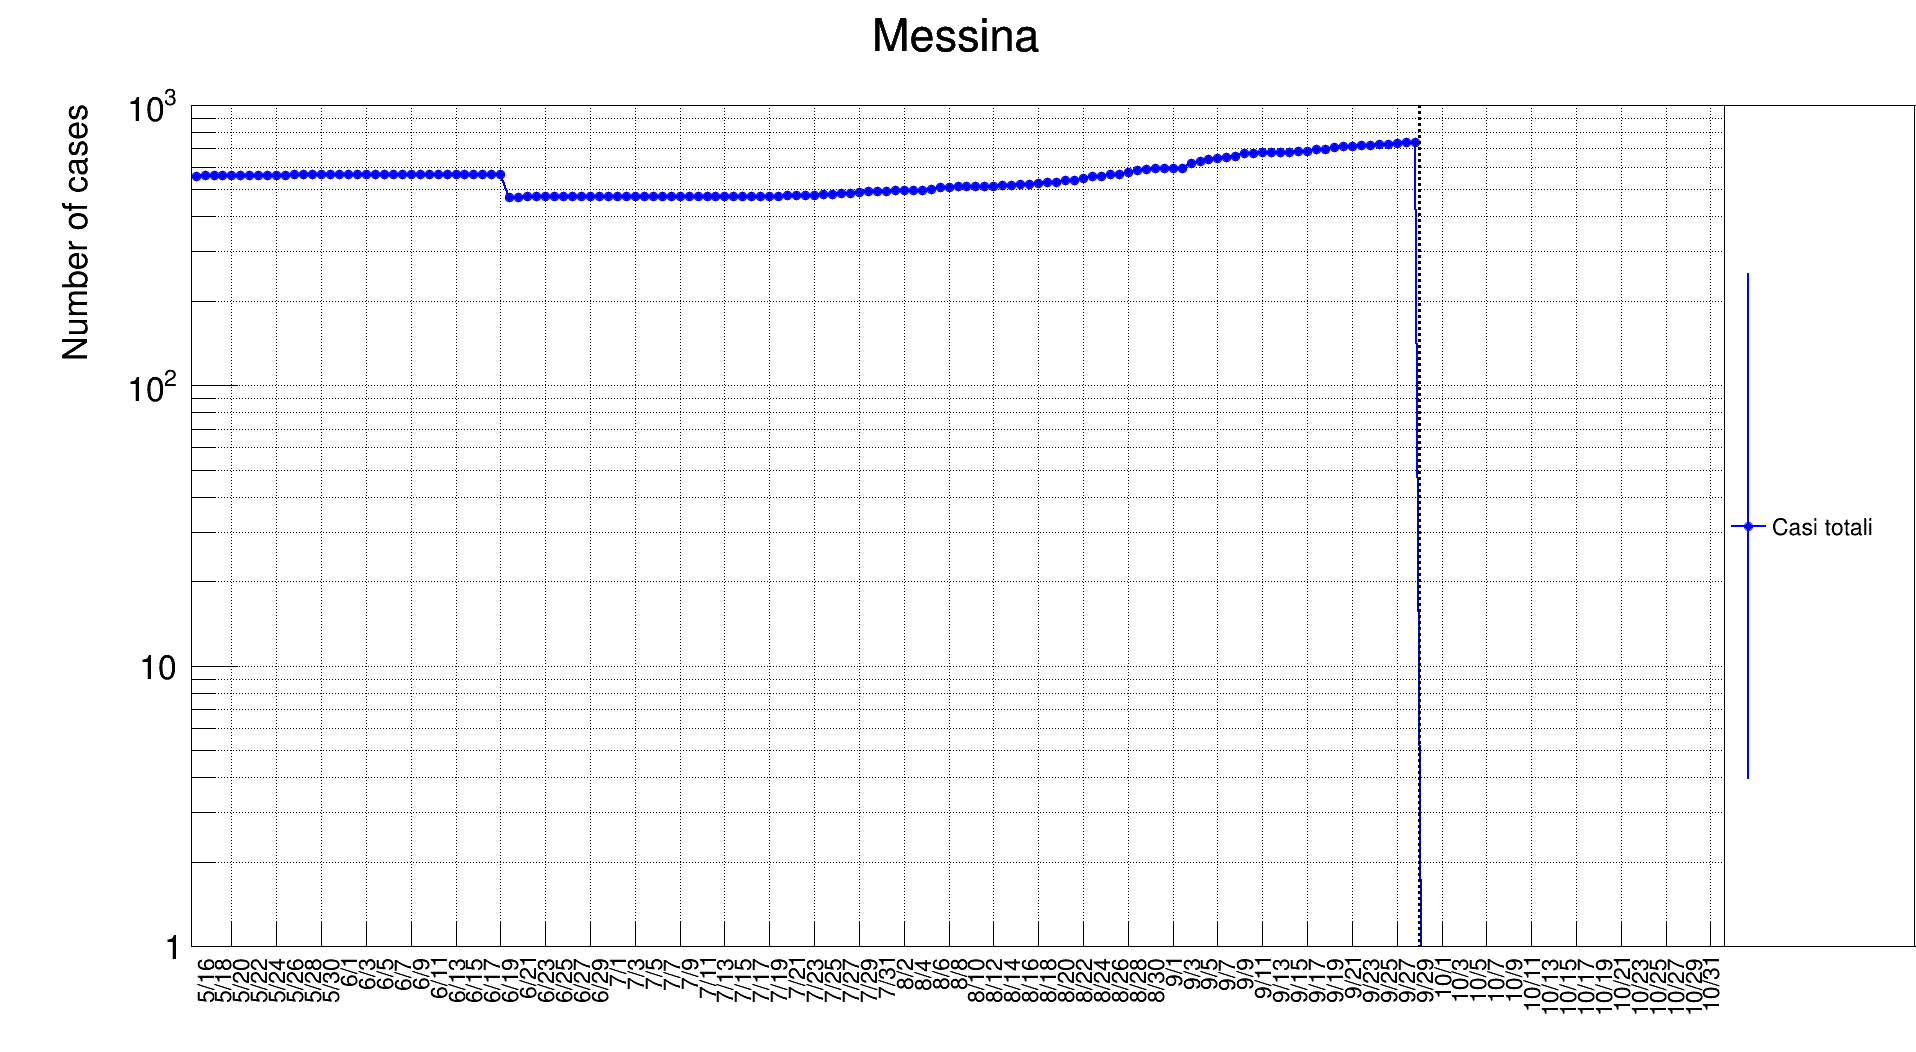 Messina
Number of cases
10³
10²
10
1
5/16 5/18 5/20 5/22 5/24 5/26 5/28 5/30 6/1 6/3 6/5 6/7 6/9 6/11 6/13 6/15 6/17 6/19 6/21 6/23 6/25 6/27 6/29 7/1 7/3 7/5 7/7 7/9 7/11 7/13 7/15 7/17 7/19 7/21 7/23 7/25 7/27 7/29 7/31 8/2 8/4 8/6 8/8 8/10 8/12 8/14 8/16 8/18 8/20 8/22 8/24 8/26 8/28 8/30 9/1 9/3 9/5 9/7 9/9 9/11 9/13 9/15 9/17 9/19 9/21 9/23 9/25 9/27 9/29 10/1 10/3 10/5 10/7 10/9 10/11 10/13 10/15 10/17 10/19 10/21 10/23 10/25 10/27 10/29 10/31
Casi totali